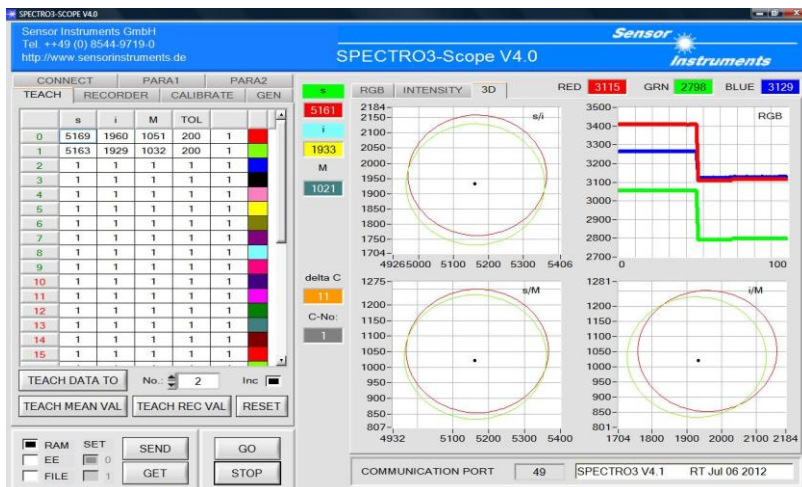 SPECTRO3-SCOPE V4.0
Sensor Instruments GmbH
Tel. ++49 (0) 8544-9719-0
http://www.sensorinstruments.de
SPECTRO3-Scope V4.0
Sensor
Instruments
CONNECT PARA1 PARA2
TEACH RECORDER CALIBRATE GEN
s i M TOL
0 5169 1960 1051 200 1
1 5163 1929 1032 200 1
2 1 1 1 1 1
3 1 1 1 1 1
4 1 1 1 1 1
5 1 1 1 1 1
6 1 1 1 1 1
7 1 1 1 1 1
8 1 1 1 1 1
9 1 1 1 1 1
10 1 1 1 1 1
11 1 1 1 1 1
12 1 1 1 1 1
13 1 1 1 1 1
14 1 1 1 1 1
15 1 1 1 1 1
TEACH DATA TO No.: 2 Inc
TEACH MEAN VAL TEACH REC VAL RESET
RAM SET
EE 0
FILE 1
SEND GO
GET STOP
s
5161
i
1933
M
1021
delta C
11
C-No:
1
RGB INTENSITY 3D
RED 3115 GRN 2798 BLUE 3129
s/i
2184
2150
2100
2050
2000
1950
1900
1850
1800
1750
1704
4926 5000 5100 5200 5300 5406
RGB
3500
3400
3300
3200
3100
3000
2900
2800
2700
0 100
s/M
1275
1200
1150
1100
1050
1000
950
900
850
807
4932 5100 5200 5300 5400
i/M
1281
1200
1150
1100
1050
1000
950
900
850
801
1704 1800 1900 2000 2100 2184
COMMUNICATION PORT 49 SPECTRO3 V4.1 RT Jul 06 2012